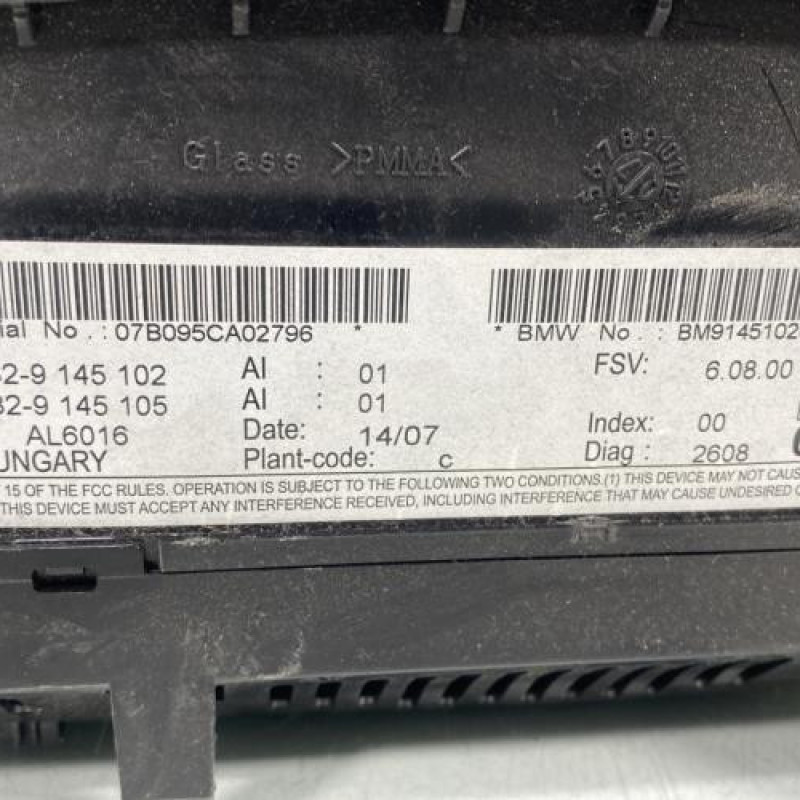 Glass >PMMA<
ial No.: 07B095CA02796 * * BMW No.: BM9145102
82-9 145 102 AI : 01 FSV: 6.08.00
82-9 145 105 AI : 01
AL6016 Date: 14/07 Index: 00
UNGARY Plant-code: c Diag: 2608
15 OF THE FCC RULES. OPERATION IS SUBJECT TO THE FOLLOWING TWO CONDITIONS.(1) THIS DEVICE MAY NOT CAUS
THIS DEVICE MUST ACCEPT ANY INTERFERENCE RECEIVED, INCLUDING INTERFERENCE THAT MAY CAUSE UNDESIRED O